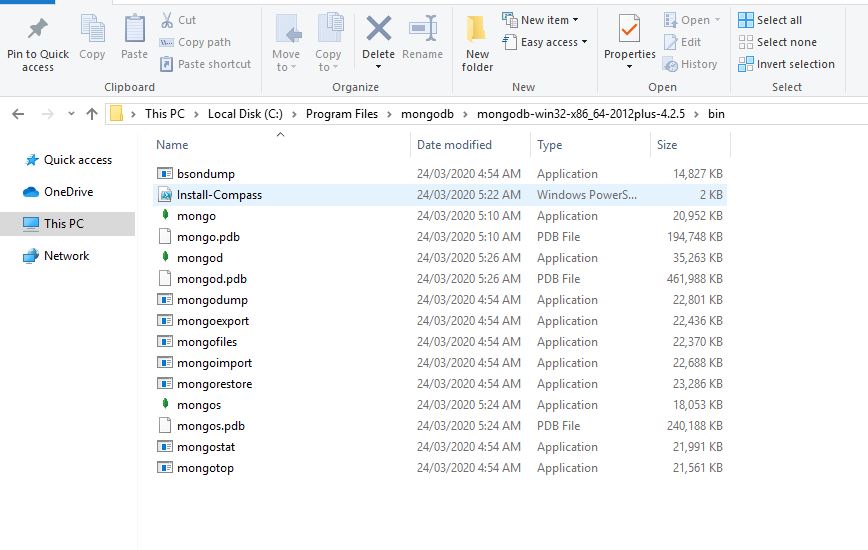 Pin to Quick access
Copy
Paste
Cut
Copy path
Paste shortcut
Clipboard
Move to
Copy to
Delete
Rename
Organize
New folder
New item
Easy access
New
Properties
Open
Edit
History
Open
Select all
Select none
Invert selection
Select
This PC > Local Disk (C:) > Program Files > mongodb > mongodb-win32-x86_64-2012plus-4.2.5 > bin
Quick access
OneDrive
This PC
Network
Name Date modified Type Size
bsondump 24/03/2020 4:54 AM Application 14,827 KB
Install-Compass 24/03/2020 5:22 AM Windows PowerS... 2 KB
mongo 24/03/2020 5:10 AM Application 20,952 KB
mongo.pdb 24/03/2020 5:10 AM PDB File 194,748 KB
mongod 24/03/2020 5:26 AM Application 35,263 KB
mongod.pdb 24/03/2020 5:26 AM PDB File 461,988 KB
mongodump 24/03/2020 4:54 AM Application 22,801 KB
mongoexport 24/03/2020 4:54 AM Application 22,436 KB
mongofiles 24/03/2020 4:54 AM Application 22,370 KB
mongoimport 24/03/2020 4:54 AM Application 22,688 KB
mongorestore 24/03/2020 4:54 AM Application 23,286 KB
mongos 24/03/2020 5:24 AM Application 18,053 KB
mongos.pdb 24/03/2020 5:24 AM PDB File 240,188 KB
mongostat 24/03/2020 4:54 AM Application 21,991 KB
mongotop 24/03/2020 4:54 AM Application 21,561 KB